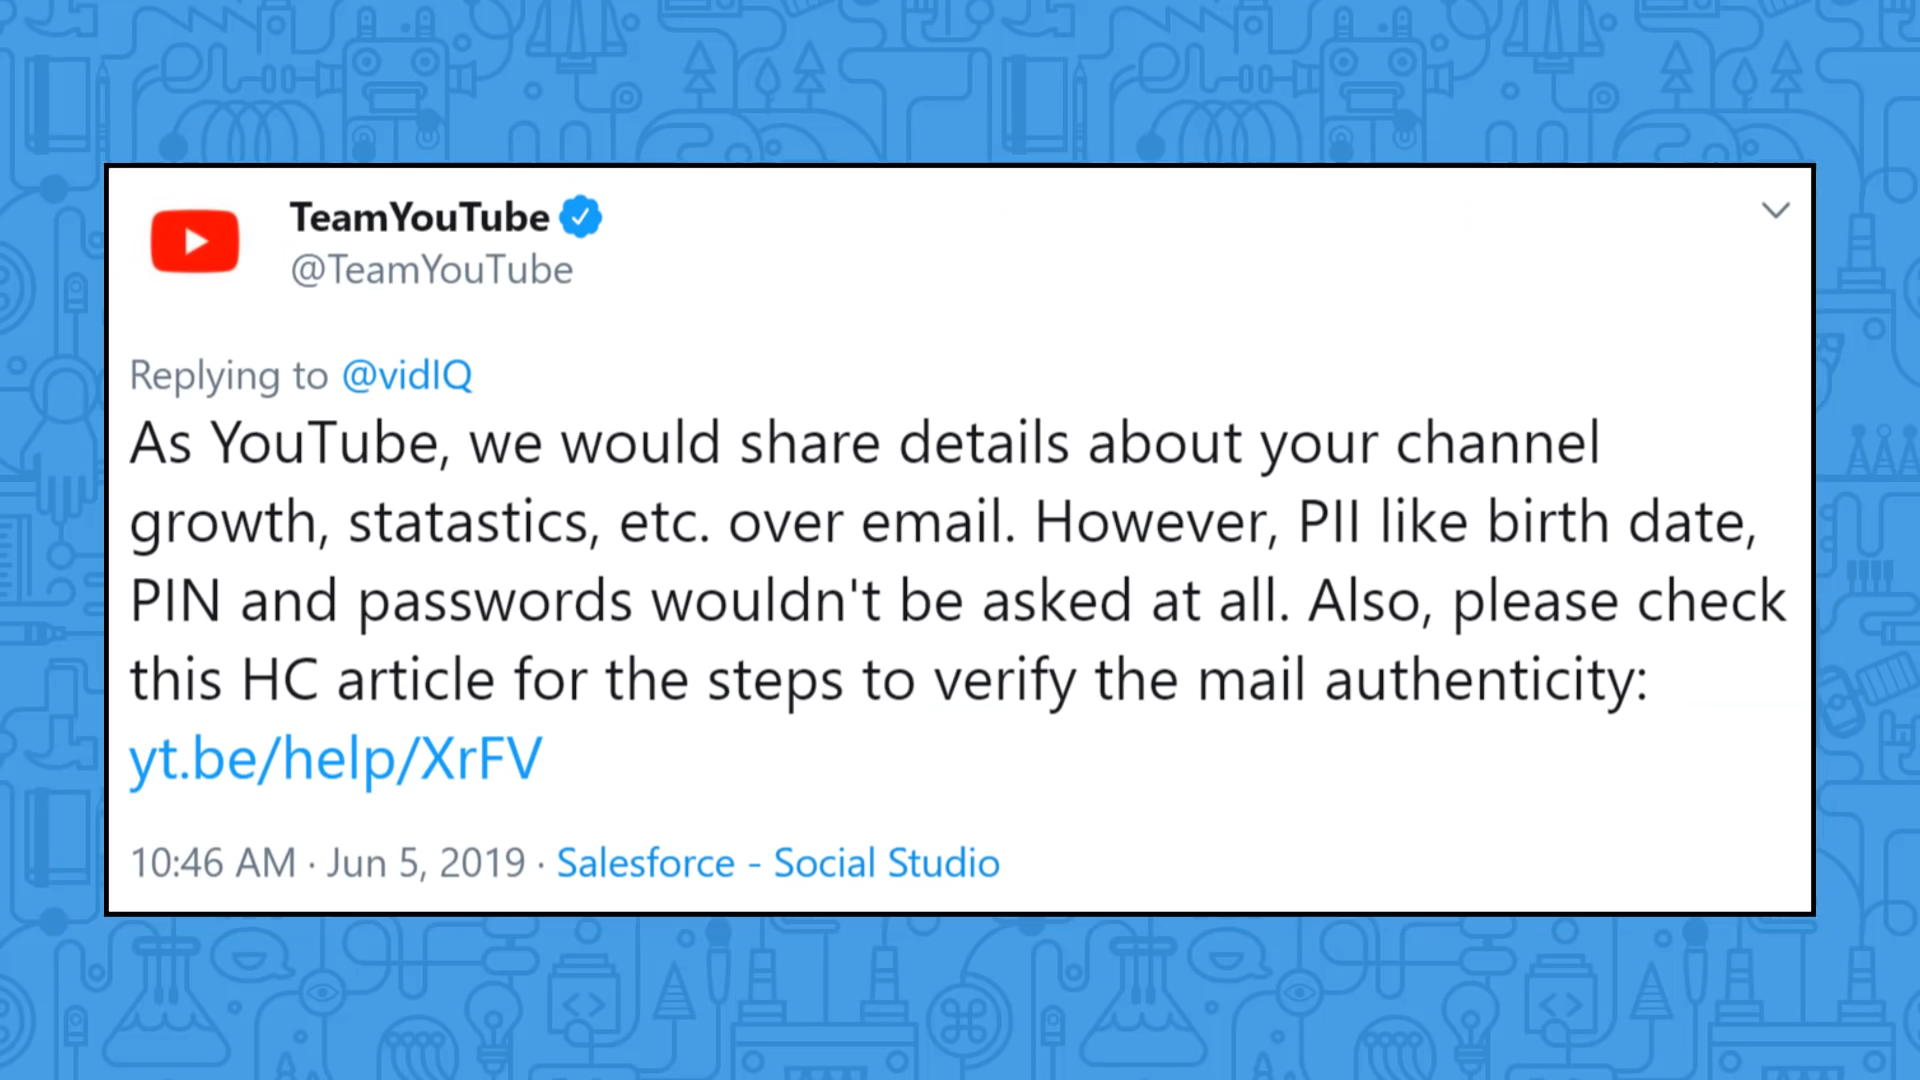 TeamYouTube
@TeamYouTube
Replying to @vidIQ
As YouTube, we would share details about your channel
growth, statastics, etc. over email. However, PII like birth date,
PIN and passwords wouldn't be asked at all. Also, please check
this HC article for the steps to verify the mail authenticity:
yt.be/help/XrFV
10:46 AM · Jun 5, 2019 · Salesforce - Social Studio